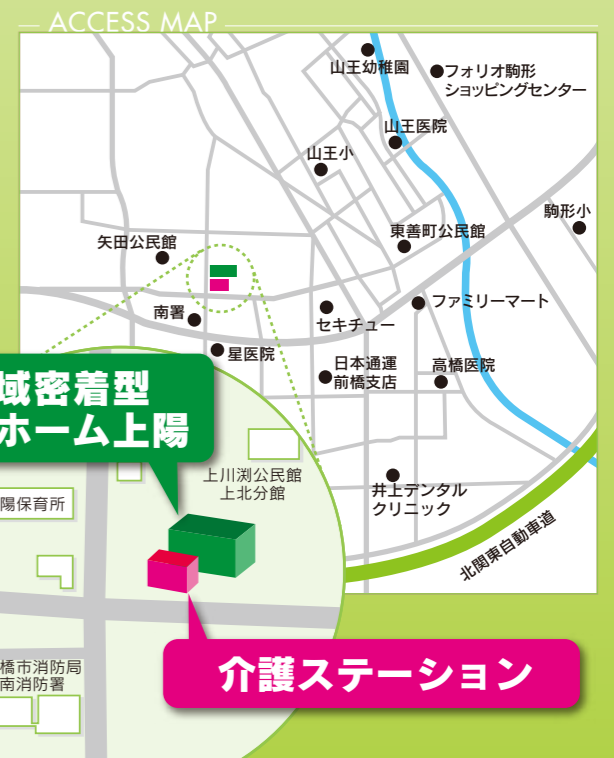 ACCESS MAP
山王幼稚園
フォリオ駒形
ショッピングセンター
山王医院
山王小
駒形小
東善町公民館
矢田公民館
ファミリーマート
南署
セキチュー
星医院
日本通運
前橋支店
高橋医院
域密着型
ホーム上陽
上川渕公民館
上北分館
井上デンタル
クリニック
陽保育所
北関東自動車道
介護ステーション
橋市消防局
南消防署